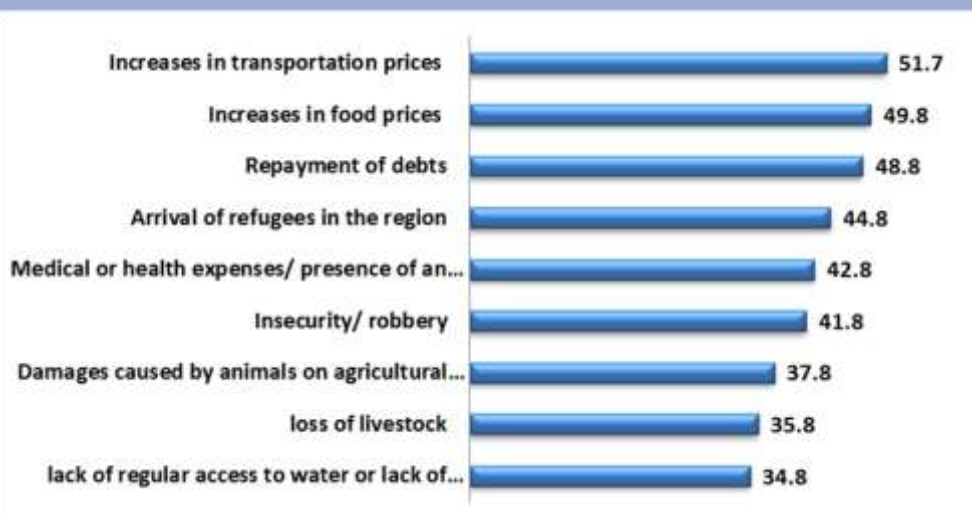 Increases in transportation prices 51.7
Increases in food prices 49.8
Repayment of debts 48.8
Arrival of refugees in the region 44.8
Medical or health expenses/ presence of an... 42.8
Insecurity/ robbery 41.8
Damages caused by animals on agricultural... 37.8
loss of livestock 35.8
lack of regular access to water or lack of... 34.8